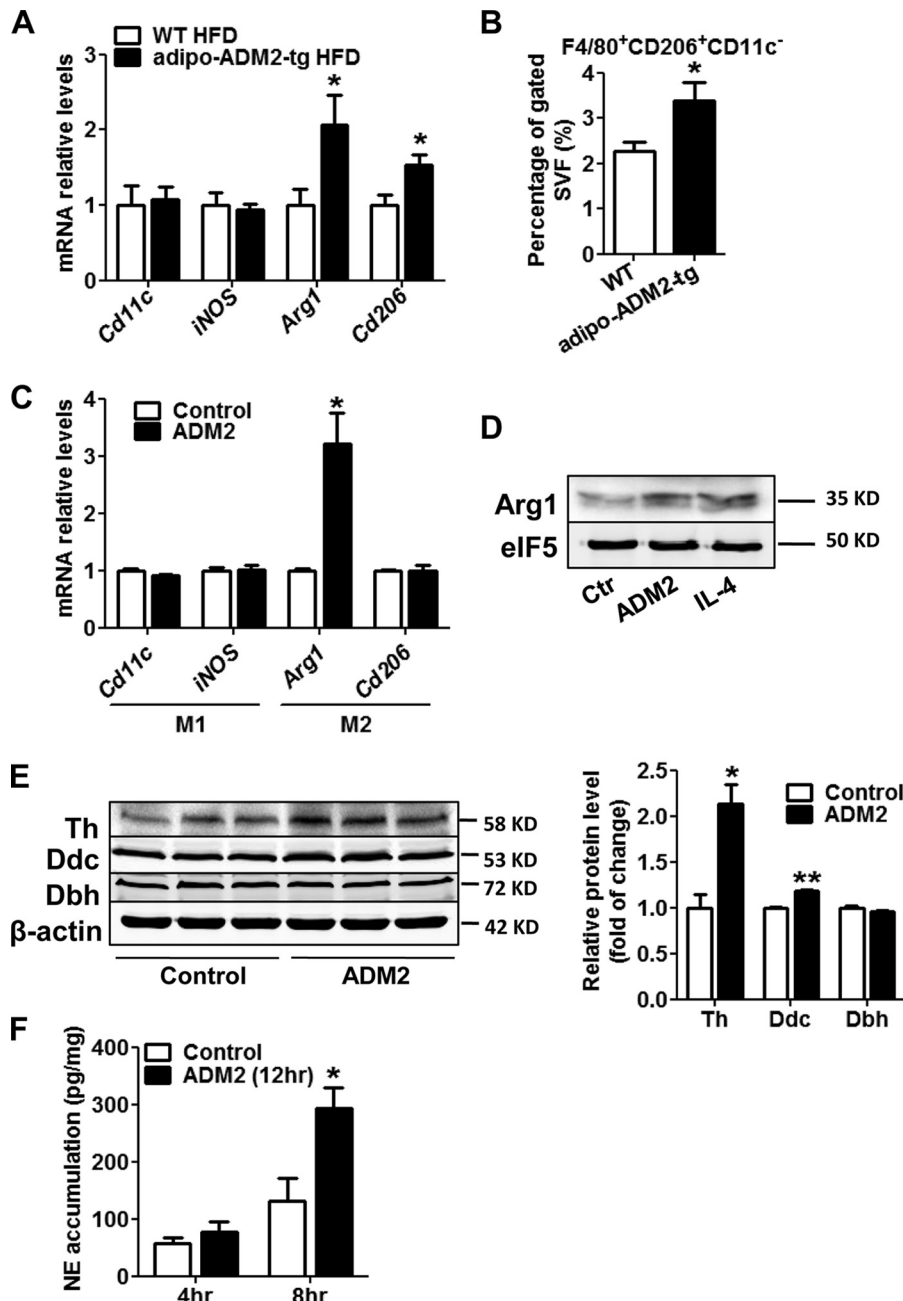 A
WT HFD
adipo-ADM2-tg HFD
mRNA relative levels
3
2
1
0
*
*
Cd11c
iNOS
Arg1
Cd206
B
F4/80+CD206+CD11c-
Percentage of gated
SVF (%)
6
4
2
0
*
WT
adipo-ADM2-tg
C
Control
ADM2
mRNA relative levels
4
3
2
1
0
*
Cd11c
iNOS
Arg1
Cd206
M1
M2
D
Arg1
35 KD
eIF5
50 KD
Ctr
ADM2
IL-4
E
Th
58 KD
Ddc
53 KD
Dbh
72 KD
β-actin
42 KD
Control
ADM2
Relative protein level
(fold of change)
2.5
2.0
1.5
1.0
0.5
0.0
*
**
Control
ADM2
Th
Ddc
Dbh
F
Control
ADM2 (12hr)
NE accumulation (pg/mg)
400
300
200
100
0
*
4hr
8hr